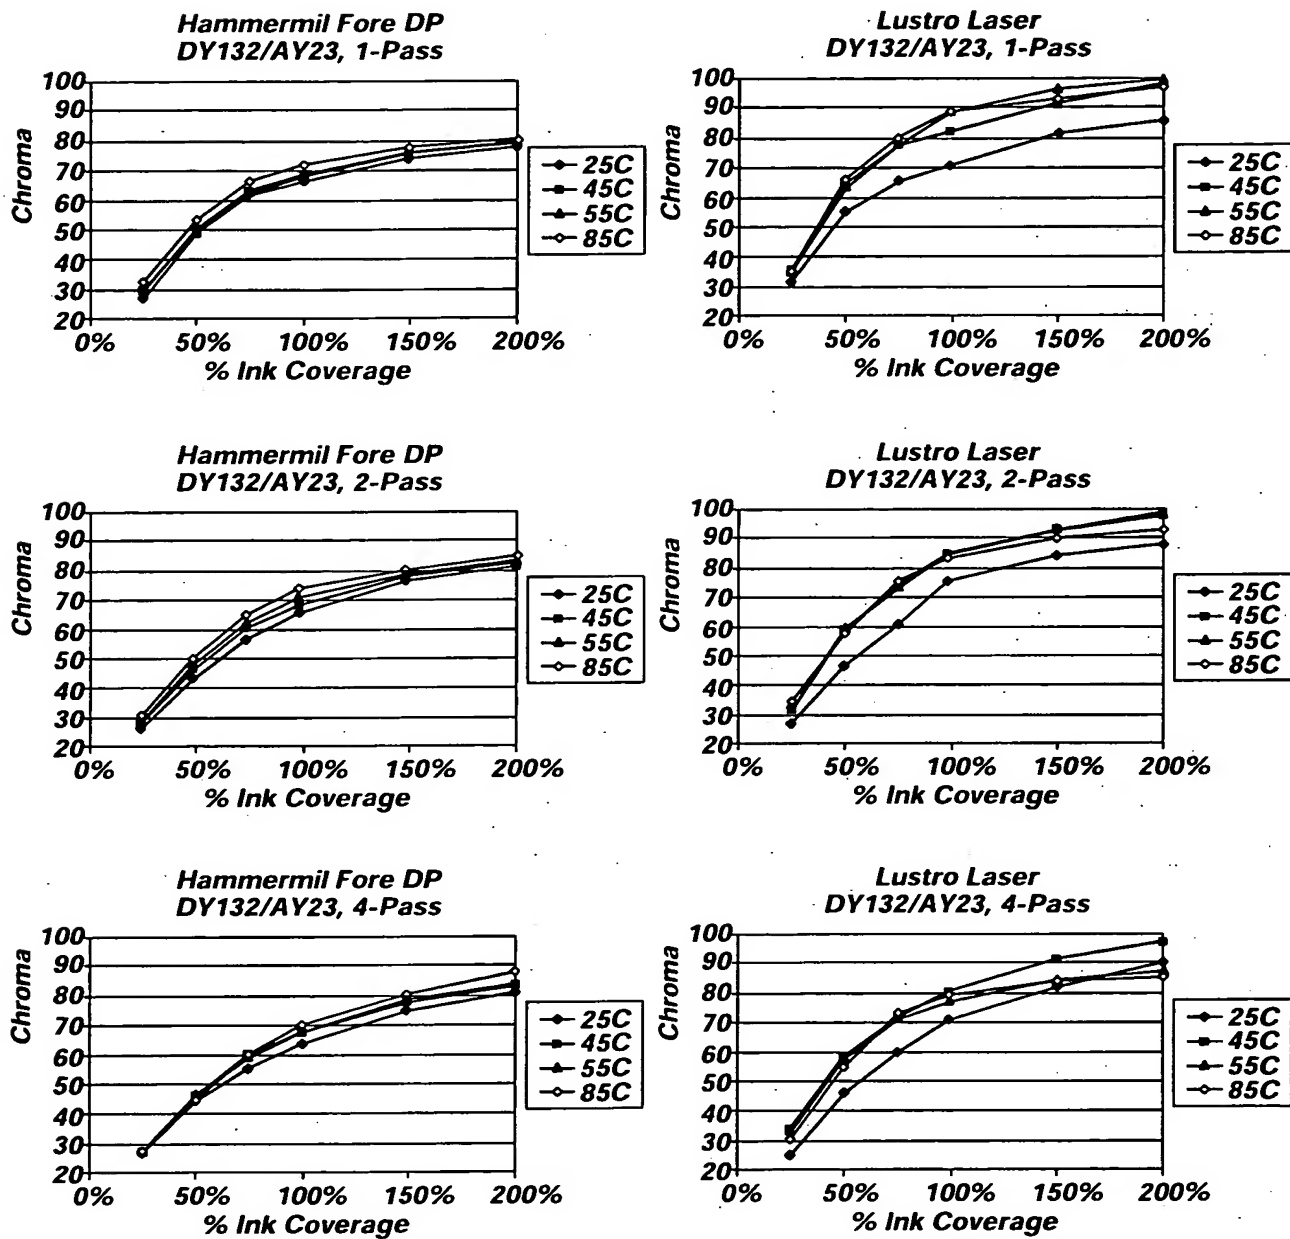 Hammermil Fore DP
DY132/AY23, 1-Pass
Chroma
100
90
80
70
60
50
40
30
20
0% 50% 100% 150% 200%
% Ink Coverage
25C
45C
55C
85C
Lustro Laser
DY132/AY23, 1-Pass
Chroma
100
90
80
70
60
50
40
30
20
0% 50% 100% 150% 200%
% Ink Coverage
25C
45C
55C
85C
Hammermil Fore DP
DY132/AY23, 2-Pass
Chroma
100
90
80
70
60
50
40
30
20
0% 50% 100% 150% 200%
% Ink Coverage
25C
45C
55C
85C
Lustro Laser
DY132/AY23, 2-Pass
Chroma
100
90
80
70
60
50
40
30
20
0% 50% 100% 150% 200%
% Ink Coverage
25C
45C
55C
85C
Hammermil Fore DP
DY132/AY23, 4-Pass
Chroma
100
90
80
70
60
50
40
30
20
0% 50% 100% 150% 200%
% Ink Coverage
25C
45C
55C
85C
Lustro Laser
DY132/AY23, 4-Pass
Chroma
100
90
80
70
60
50
40
30
20
0% 50% 100% 150% 200%
% Ink Coverage
25C
45C
55C
85C